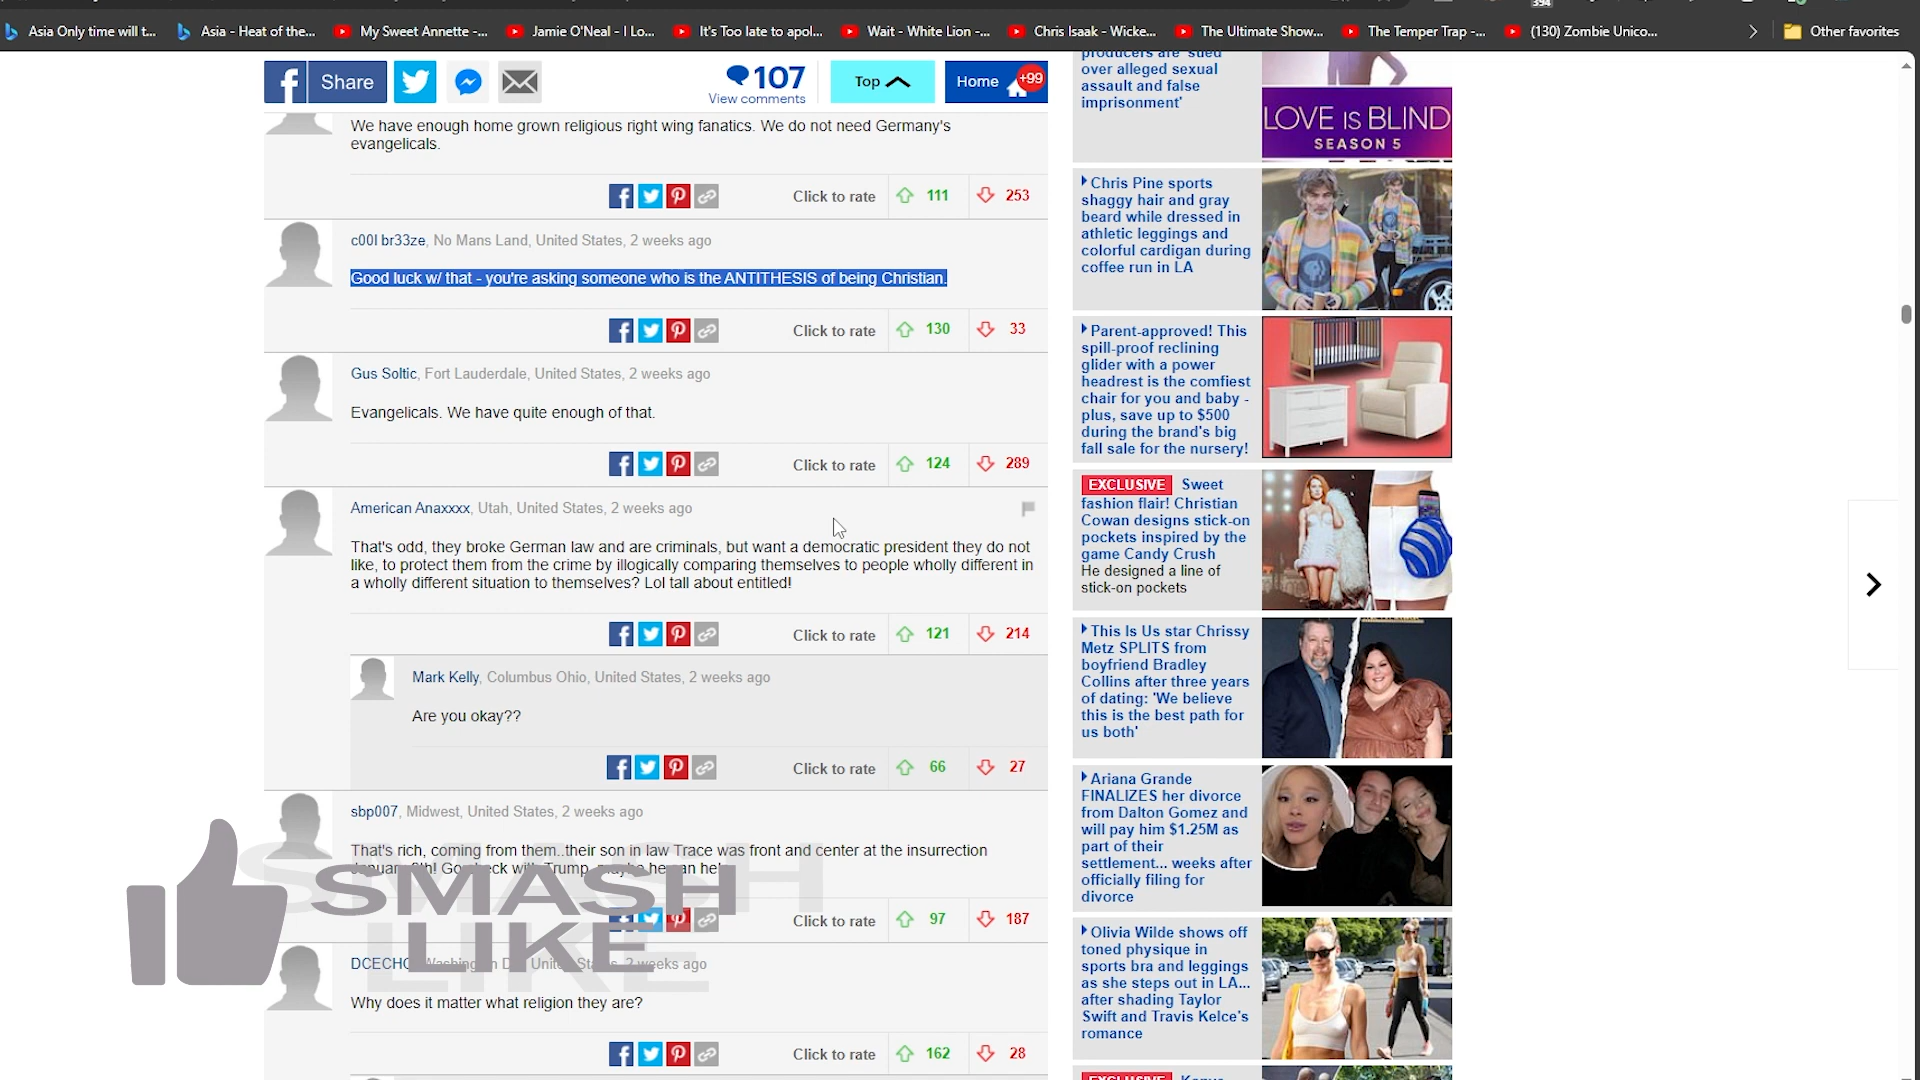 394
Asia Only time will t...
Asia - Heat of the...
My Sweet Annette -...
Jamie O'Neal - I Lo...
It's Too late to apol...
Wait - White Lion -...
Chris Isaak - Wicke...
The Ultimate Show...
The Temper Trap -...
(130) Zombie Unico...
Other favorites
Share
107
View comments
Top
Home
+99
We have enough home grown religious right wing fanatics. We do not need Germany's
evangelicals.
Click to rate 111 253
c00l br33ze, No Mans Land, United States, 2 weeks ago
Good luck w/ that - you're asking someone who is the ANTITHESIS of being Christian.
Click to rate 130 33
Gus Soltic, Fort Lauderdale, United States, 2 weeks ago
Evangelicals. We have quite enough of that.
Click to rate 124 289
American Anaxxxx, Utah, United States, 2 weeks ago
That's odd, they broke German law and are criminals, but want a democratic president they do not
like, to protect them from the crime by illogically comparing themselves to people wholly different in
a wholly different situation to themselves? Lol tall about entitled!
Click to rate 121 214
Mark Kelly, Columbus Ohio, United States, 2 weeks ago
Are you okay??
Click to rate 66 27
sbp007, Midwest, United States, 2 weeks ago
That's rich, coming from them..their son in law Trace was front and center at the insurrection
Trump
Click to rate 97 187
SMASH
LIKE
DCECHO 2 weeks ago
Why does it matter what religion they are?
Click to rate 162 28
producers are 'sued
over alleged sexual
assault and false
imprisonment'
LOVE IS BLIND
SEASON 5
Chris Pine sports
shaggy hair and gray
beard while dressed in
athletic leggings and
colorful cardigan during
coffee run in LA
Parent-approved! This
spill-proof reclining
glider with a power
headrest is the comfiest
chair for you and baby -
plus, save up to $500
during the brand's big
fall sale for the nursery!
EXCLUSIVE Sweet
fashion flair! Christian
Cowan designs stick-on
pockets inspired by the
game Candy Crush
He designed a line of
stick-on pockets
This Is Us star Chrissy
Metz SPLITS from
boyfriend Bradley
Collins after three years
of dating: 'We believe
this is the best path for
us both'
Ariana Grande
FINALIZES her divorce
from Dalton Gomez and
will pay him $1.25M as
part of their
settlement... weeks after
officially filing for
divorce
Olivia Wilde shows off
toned physique in
sports bra and leggings
as she steps out in LA...
after shading Taylor
Swift and Travis Kelce's
romance
EXCLUSIVE